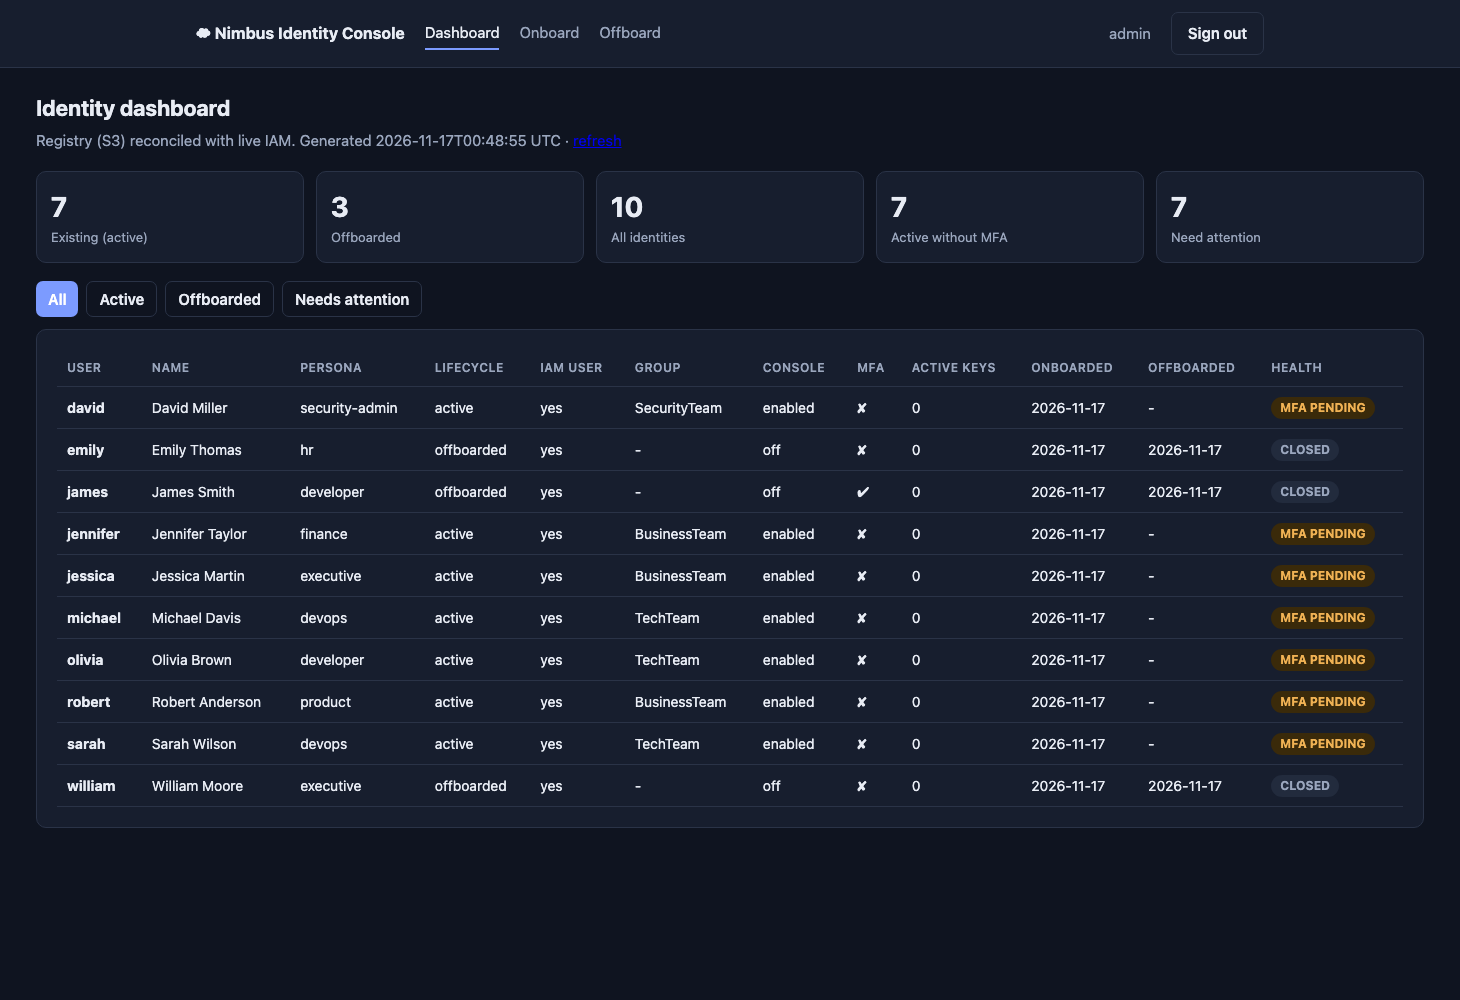 Nimbus Identity Console Dashboard Onboard Offboard admin Sign out
Identity dashboard
Registry (S3) reconciled with live IAM. Generated 2026-11-17T00:48:55 UTC · refresh
7 3 10 7 7
Existing (active) Offboarded All identities Active without MFA Need attention
All Active Offboarded Needs attention
USER NAME PERSONA LIFECYCLE IAM USER GROUP CONSOLE MFA ACTIVE KEYS ONBOARDED OFFBOARDED HEALTH
david David Miller security-admin active yes SecurityTeam enabled ✘ 0 2026-11-17 - MFA PENDING
emily Emily Thomas hr offboarded yes - off ✘ 0 2026-11-17 2026-11-17 CLOSED
james James Smith developer offboarded yes - off ✔ 0 2026-11-17 2026-11-17 CLOSED
jennifer Jennifer Taylor finance active yes BusinessTeam enabled ✘ 0 2026-11-17 - MFA PENDING
jessica Jessica Martin executive active yes BusinessTeam enabled ✘ 0 2026-11-17 - MFA PENDING
michael Michael Davis devops active yes TechTeam enabled ✘ 0 2026-11-17 - MFA PENDING
olivia Olivia Brown developer active yes TechTeam enabled ✘ 0 2026-11-17 - MFA PENDING
robert Robert Anderson product active yes BusinessTeam enabled ✘ 0 2026-11-17 - MFA PENDING
sarah Sarah Wilson devops active yes TechTeam enabled ✘ 0 2026-11-17 - MFA PENDING
william William Moore executive offboarded yes - off ✘ 0 2026-11-17 2026-11-17 CLOSED